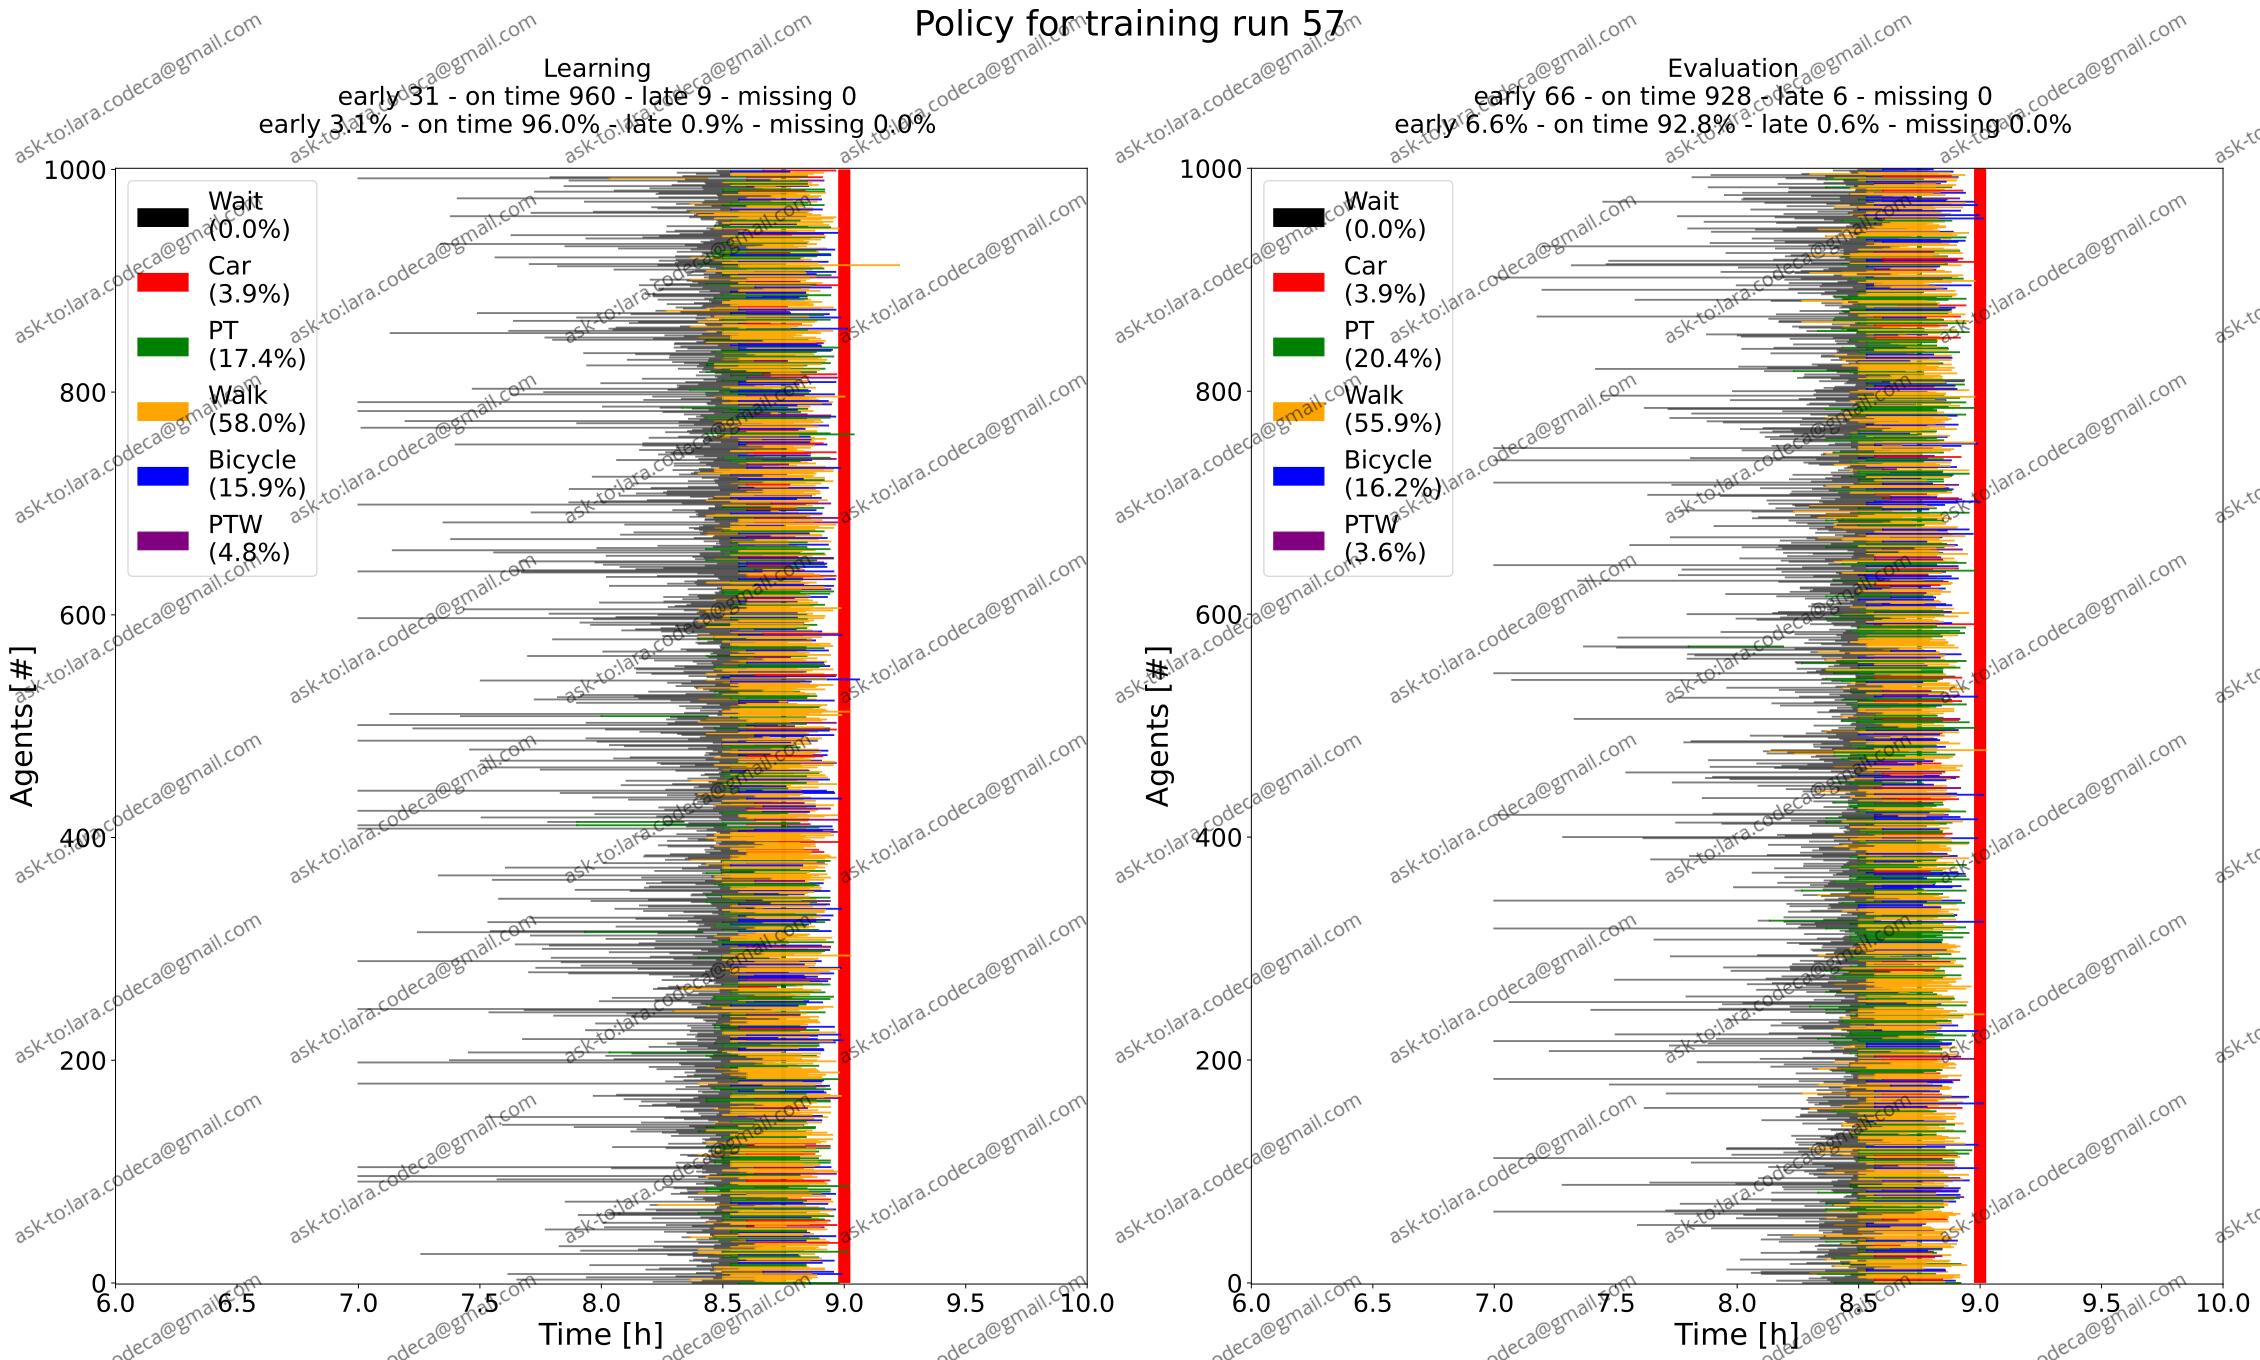 Policy for training run 57
Learning
early 31 - on time 960 - late 9 - missing 0
early 3.1% - on time 96.0% - late 0.9% - missing 0.0%
1000
800
600
400
200
0
Agents [#]
Wait
(0.0%)
Car
(3.9%)
PT
(17.4%)
Walk
(58.0%)
Bicycle
(15.9%)
PTW
(4.8%)
6.0 6.5 7.0 7.5 8.0 8.5 9.0 9.5 10.0
Time [h]
Evaluation
early 66 - on time 928 - late 6 - missing 0
early 6.6% - on time 92.8% - late 0.6% - missing 0.0%
1000
800
600
400
200
0
Agents [#]
Wait
(0.0%)
Car
(3.9%)
PT
(20.4%)
Walk
(55.9%)
Bicycle
(16.2%)
PTW
(3.6%)
6.0 6.5 7.0 7.5 8.0 8.5 9.0 9.5 10.0
Time [h]
ask-to:lara.codeca@gmail.com